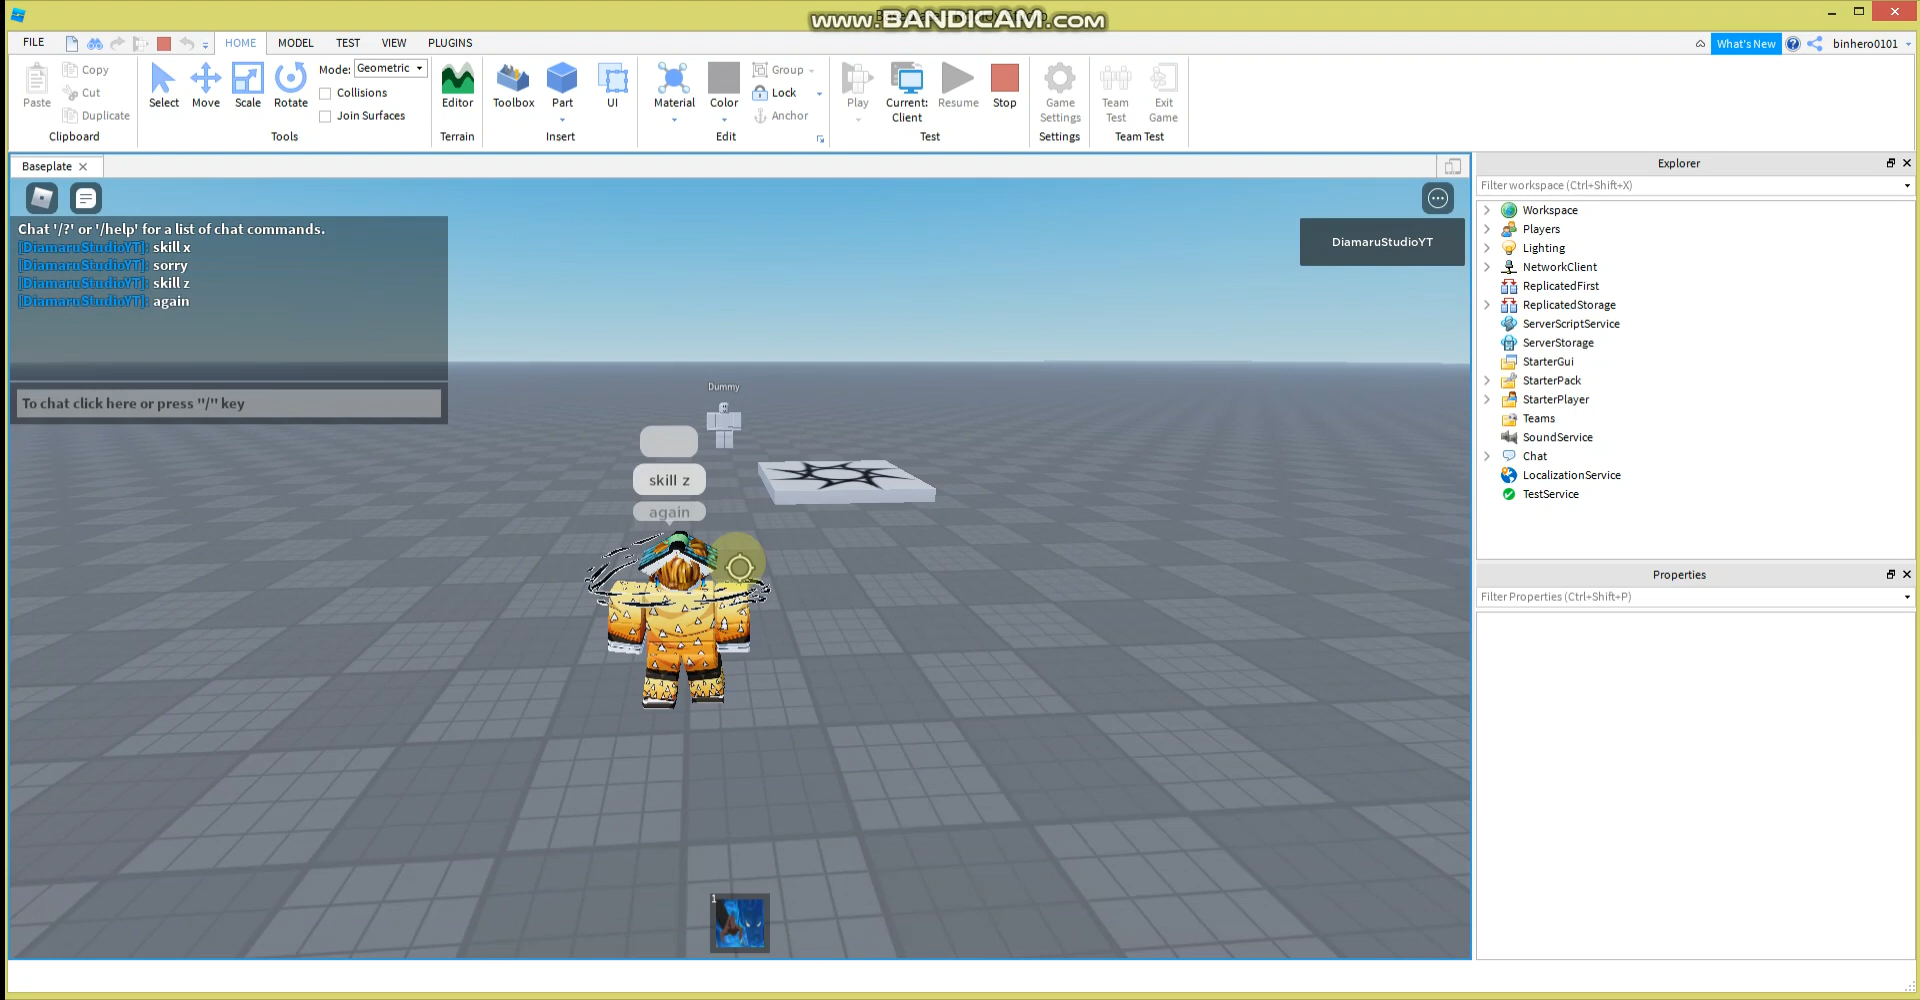 www.BANDICAM.com
FILE HOME MODEL TEST VIEW PLUGINS What's New binhero0101
Paste Copy Cut Duplicate
Clipboard
Select Move Scale Rotate
Mode: Geometric
Collisions
Join Surfaces
Tools
Editor
Terrain
Toolbox Part UI
Insert
Material Color Group Lock Anchor
Edit
Play Current: Client Resume Stop
Test
Game Settings
Settings
Team Test Exit Game
Team Test
Baseplate
Chat '/?' or '/help' for a list of chat commands.
[DiamaruStudioYT]: skill x
[DiamaruStudioYT]: sorry
[DiamaruStudioYT]: skill z
[DiamaruStudioYT]: again
To chat click here or press "/" key
DiamaruStudioYT
Dummy
skill z
again
1
Explorer
Filter workspace (Ctrl+Shift+X)
Workspace
Players
Lighting
NetworkClient
ReplicatedFirst
ReplicatedStorage
ServerScriptService
ServerStorage
StarterGui
StarterPack
StarterPlayer
Teams
SoundService
Chat
LocalizationService
TestService
Properties
Filter Properties (Ctrl+Shift+P)